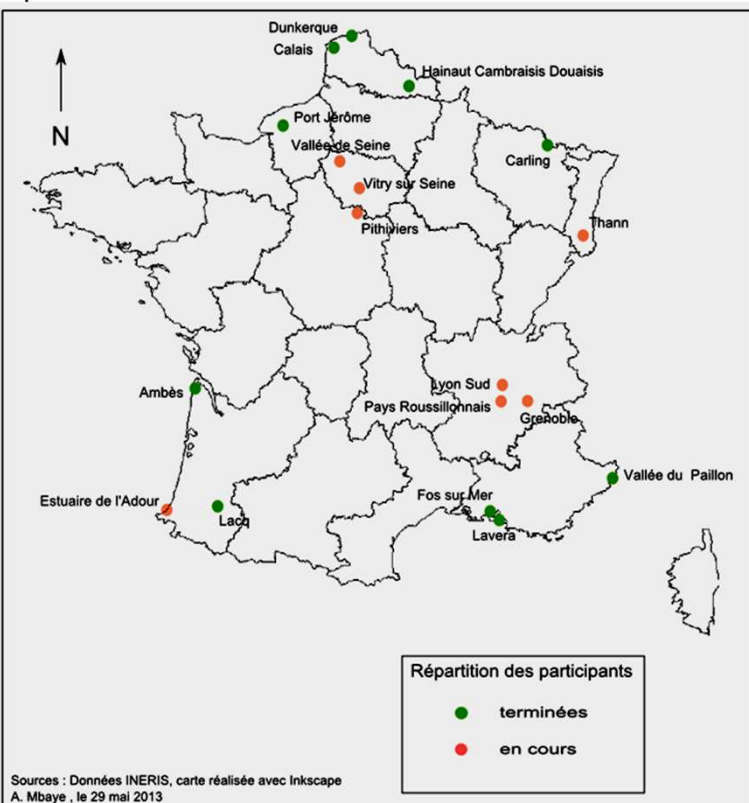 Dunkerque
Calais
Hainaut Cambraisis Douaisis
Port Jérôme
Vallée de Seine
Carling
Vitry sur Seine
Thann
Pithiviers
N
Lyon Sud
Ambès
Pays Roussillonnais
Grenoble
Vallée du Paillon
Estuaire de l'Adour
Fos sur Mer
Lacq
Lavera
Répartition des participants
terminées
en cours
Sources : Données INERIS, carte réalisée avec Inkscape
A. Mbaye , le 29 mai 2013